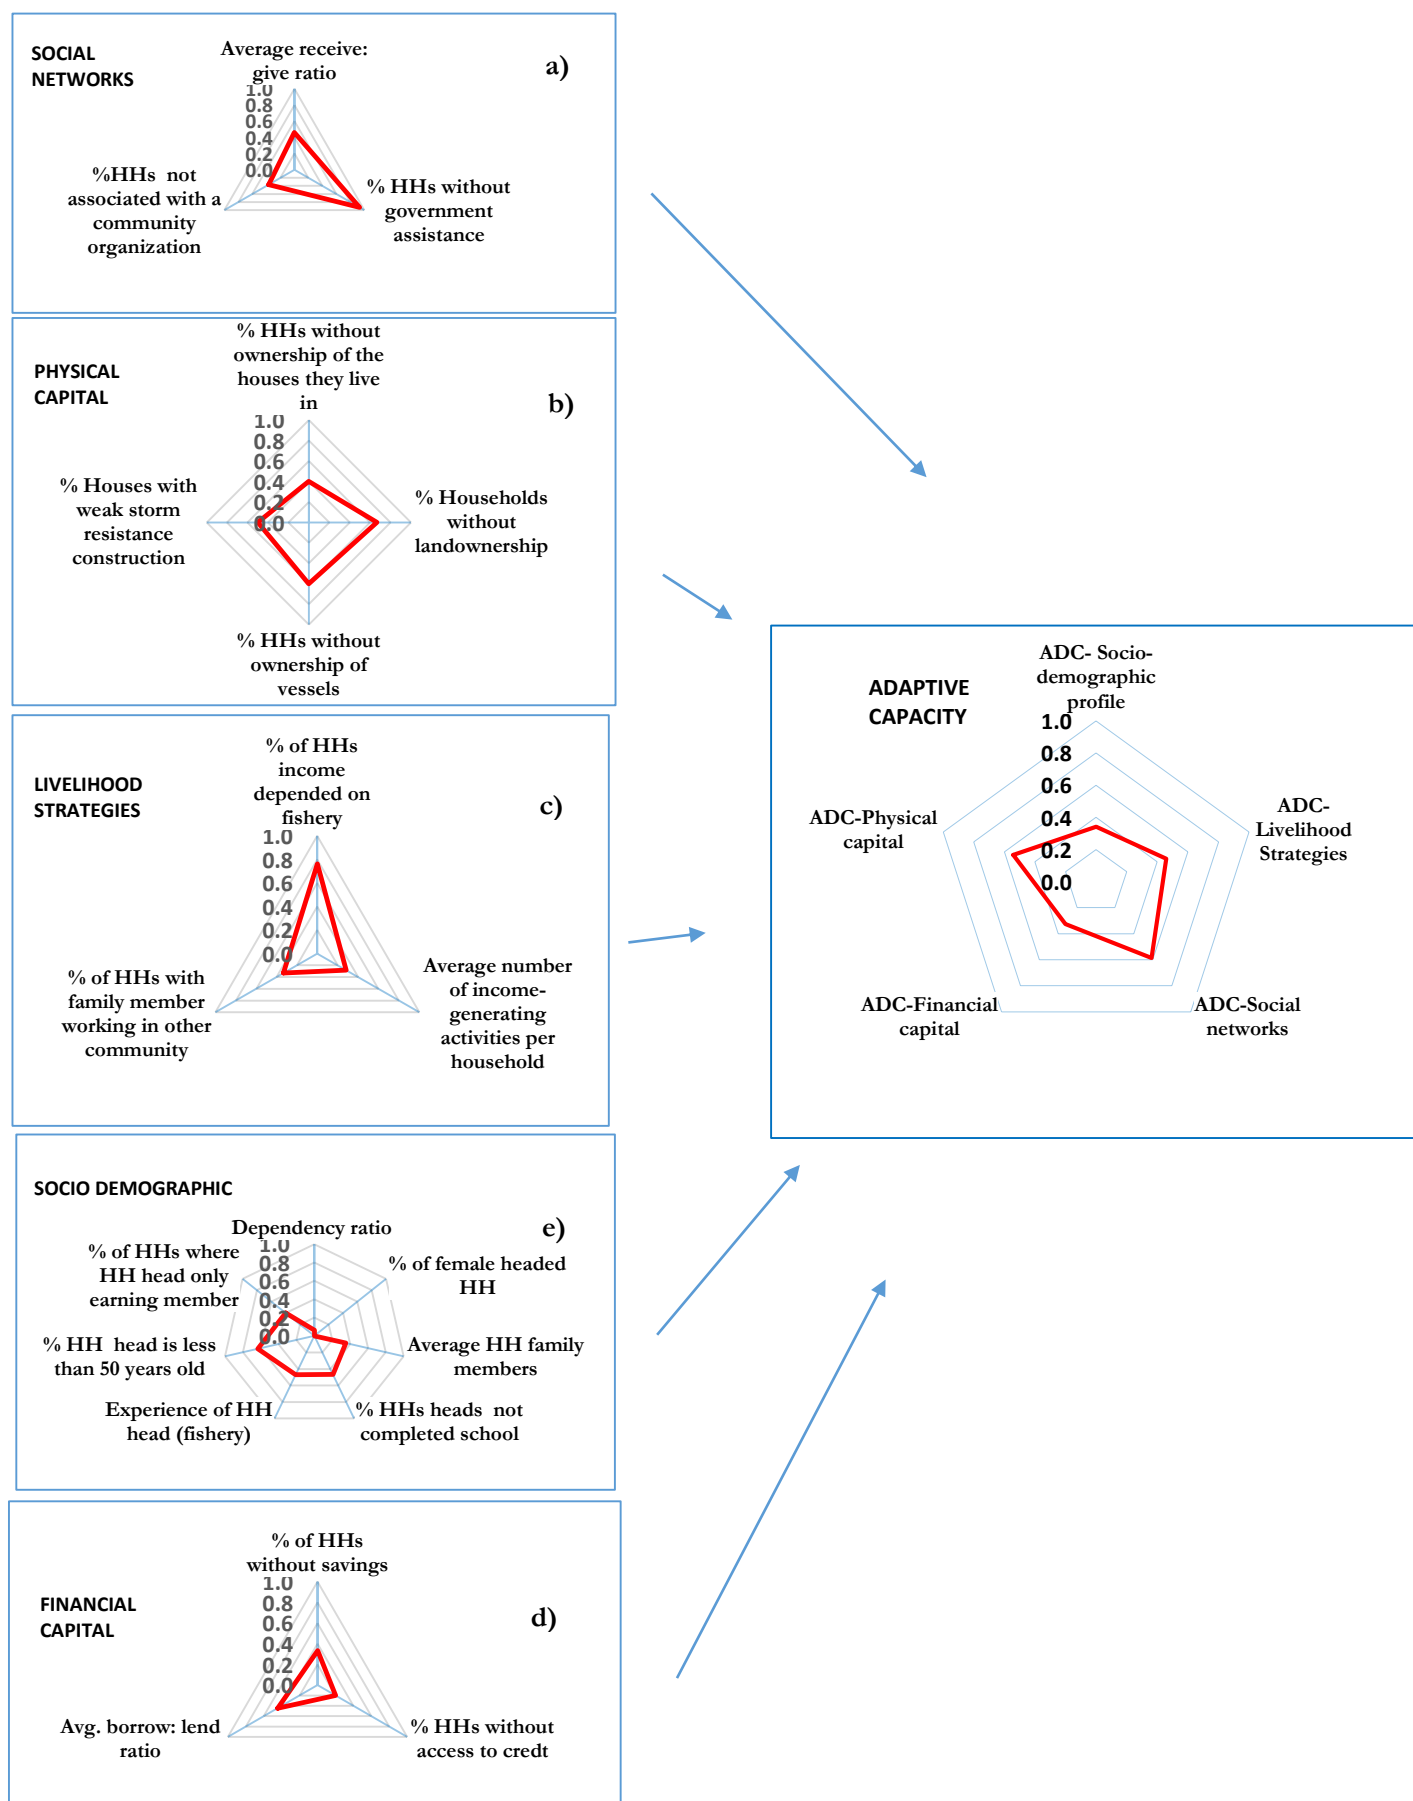 SOCIAL
NETWORKS
a)
Average receive:
give ratio
1.0
0.8
0.6
0.4
0.2
0.0
%HHs not
associated with a
community
organization
% HHs without
government
assistance
PHYSICAL
CAPITAL
b)
% HHs without
ownership of the
houses they live
in
1.0
0.8
0.6
0.4
0.2
0.0
% Houses with
weak storm
resistance
construction
% Households
without
landownership
% HHs without
ownership of
vessels
LIVELIHOOD
STRATEGIES
c)
% of HHs
income
depended on
fishery
1.0
0.8
0.6
0.4
0.2
0.0
% of HHs with
family member
working in other
community
Average number
of income-
generating
activities per
household
SOCIO DEMOGRAPHIC
e)
Dependency ratio
1.0
0.8
0.6
0.4
0.2
0.0
% of HHs where
HH head only
earning member
% of female headed
HH
% HH head is less
than 50 years old
Average HH family
members
Experience of HH
head (fishery)
% HHs heads not
completed school
FINANCIAL
CAPITAL
d)
% of HHs
without savings
1.0
0.8
0.6
0.4
0.2
0.0
Avg. borrow: lend
ratio
% HHs without
access to credt
ADAPTIVE
CAPACITY
ADC- Socio-
demographic
profile
1.0
0.8
0.6
0.4
0.2
0.0
ADC-Physical
capital
ADC-
Livelihood
Strategies
ADC-Financial
capital
ADC-Social
networks